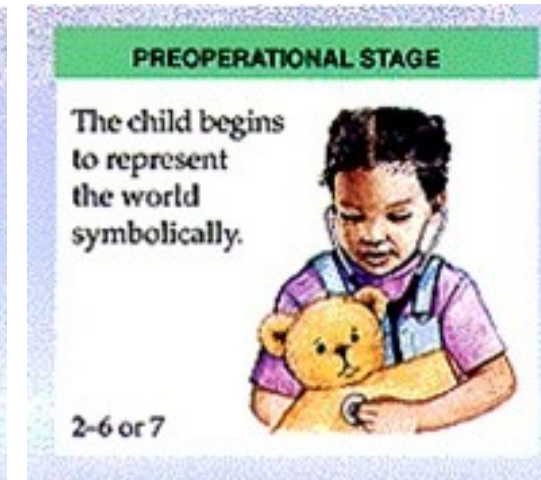 PREOPERATIONAL STAGE
The child begins
to represent
the world
symbolically.
2-6 or 7